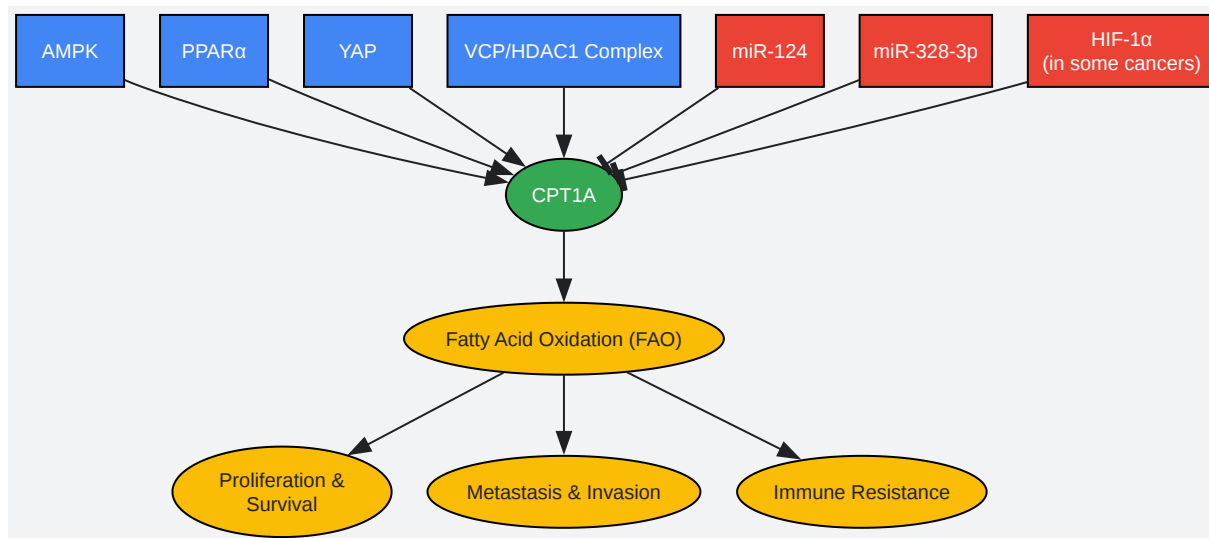 AMPK
PPARα
YAP
VCP/HDAC1 Complex
miR-124
miR-328-3p
HIF-1α
(in some cancers)
CPT1A
Fatty Acid Oxidation (FAO)
Proliferation &
Survival
Metastasis & Invasion
Immune Resistance